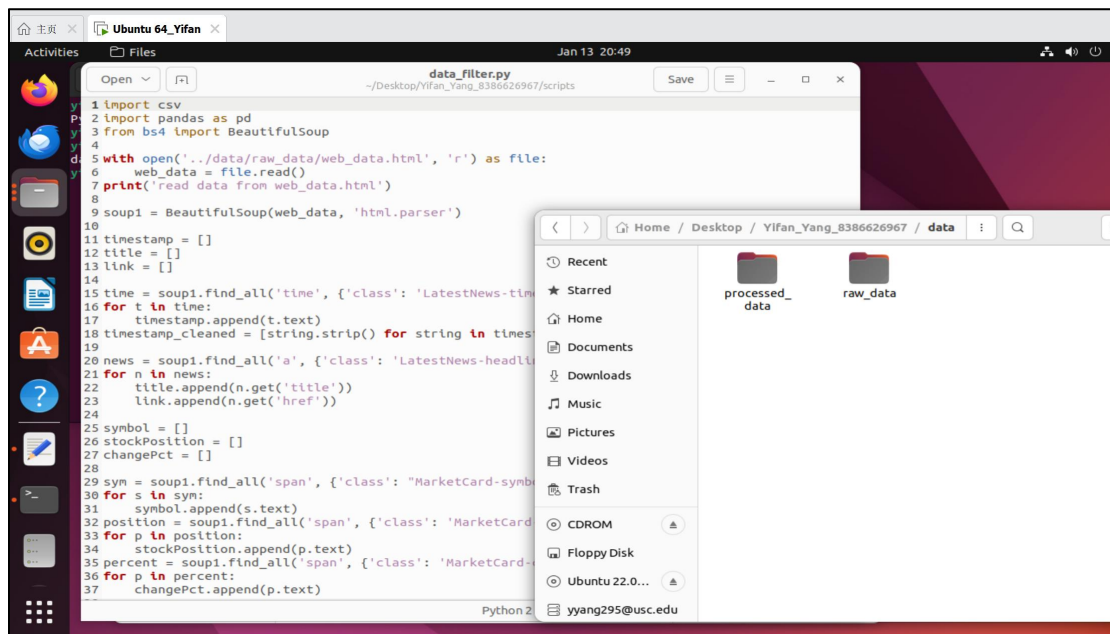 主页
Ubuntu 64_Yifan
Activities
Files
Jan 13 20:49
Open
data_filter.py
~/Desktop/Yifan_Yang_8386626967/scripts
Save
1 import csv
2 import pandas as pd
3 from bs4 import BeautifulSoup
4
5 with open('../data/raw_data/web_data.html', 'r') as file:
6     web_data = file.read()
7 print('read data from web_data.html')
8
9 soup1 = BeautifulSoup(web_data, 'html.parser')
10
11 timestamp = []
12 title = []
13 link = []
14
15 time = soup1.find_all('time', {'class': 'LatestNews-time
16 for t in time:
17     timestamp.append(t.text)
18 timestamp_cleaned = [string.strip() for string in times
19
20 news = soup1.find_all('a', {'class': 'LatestNews-headli
21 for n in news:
22     title.append(n.get('title'))
23     link.append(n.get('href'))
24
25 symbol = []
26 stockPosition = []
27 changePct = []
28
29 sym = soup1.find_all('span', {'class': "MarketCard-symbo
30 for s in sym:
31     symbol.append(s.text)
32 position = soup1.find_all('span', {'class': 'MarketCard
33 for p in position:
34     stockPosition.append(p.text)
35 percent = soup1.find_all('span', {'class': 'MarketCard-
36 for p in percent:
37     changePct.append(p.text)
Python 2
Home / Desktop / Yifan_Yang_8386626967 / data
Recent
Starred
Home
Documents
Downloads
Music
Pictures
Videos
Trash
CDROM
Floppy Disk
Ubuntu 22.0...
yyang295@usc.edu
processed_
data
raw_data